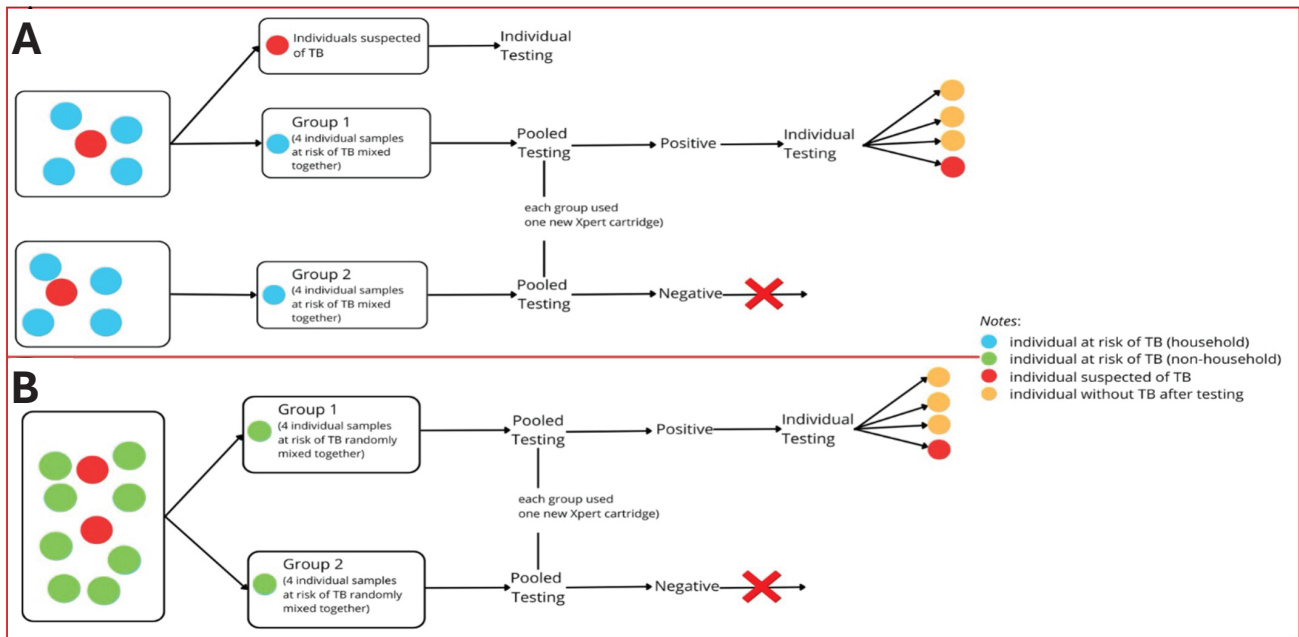 A
Individuals suspected
of TB
Individual
Testing
Group 1
(4 individual samples
at risk of TB mixed
together)
Pooled
Testing
Positive
Individual
Testing
each group used
one new Xpert cartridge)
Group 2
(4 individual samples
at risk of TB mixed
together)
Pooled
Testing
Negative
Notes:
individual at risk of TB (household)
individual at risk of TB (non-household)
individual suspected of TB
individual without TB after testing
B
Group 1
(4 individual samples
at risk of TB randomly
mixed together)
Pooled
Testing
Positive
Individual
Testing
each group used
one new Xpert cartridge)
Group 2
(4 individual samples
at risk of TB randomly
mixed together)
Pooled
Testing
Negative